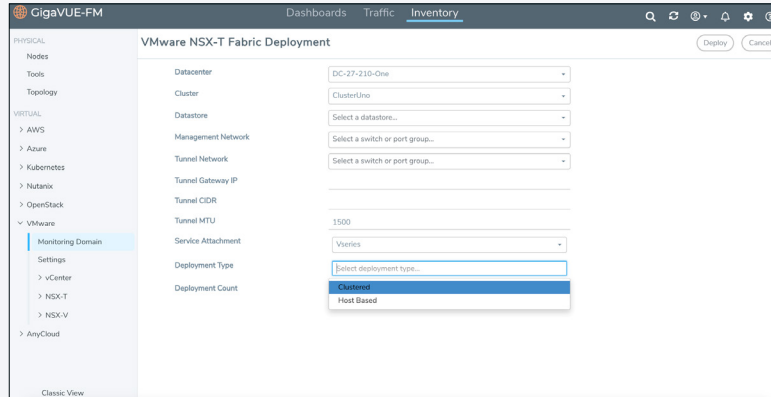 GigaVUE-FM
Dashboards Traffic Inventory
PHYSICAL
Nodes
Tools
Topology
VIRTUAL
> AWS
> Azure
> Kubernetes
> Nutanix
> OpenStack
VMware
Monitoring Domain
Settings
> vCenter
> NSX-T
> NSX-V
> AnyCloud
Classic View
VMware NSX-T Fabric Deployment
Deploy Cancel
Datacenter DC-27-210-One
Cluster ClusterUno
Datastore Select a datastore...
Management Network Select a switch or port group...
Tunnel Network Select a switch or port group...
Tunnel Gateway IP
Tunnel CIDR
Tunnel MTU 1500
Service Attachment Vseries
Deployment Type Select deployment type...
Clustered
Deployment Count
Host Based